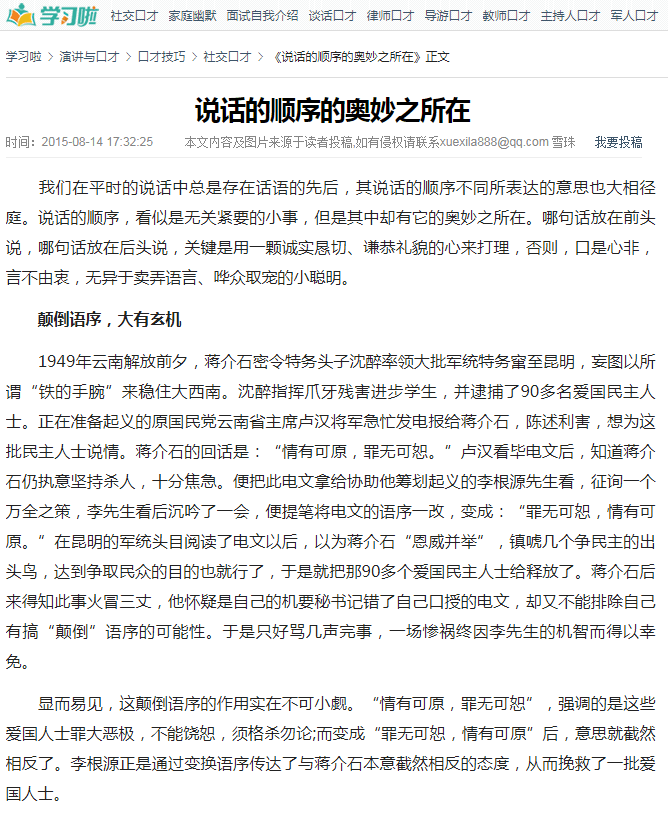 学习啦 社交口才 家庭幽默 面试自我介绍 谈话口才 律师口才 导游口才 教师口才 主持人口才 军人口才
学习啦 > 演讲与口才 > 口才技巧 > 社交口才 > 《说话的顺序的奥妙之所在》正文
说话的顺序的奥妙之所在
时间：2015-08-14 17:32:25 本文内容及图片来源于读者投稿,如有侵权请联系xuexila888@qq.com 雪珠 我要投稿
我们在平时的说话中总是存在话语的先后，其说话的顺序不同所表达的意思也大相径
庭。说话的顺序，看似是无关紧要的小事，但是其中却有它的奥妙之所在。哪句话放在前头
说，哪句话放在后头说，关键是用一颗诚实恳切、谦恭礼貌的心来打理，否则，口是心非，
言不由衷，无异于卖弄语言、哗众取宠的小聪明。
颠倒语序，大有玄机
1949年云南解放前夕，蒋介石密令特务头子沈醉率领大批军统特务窜至昆明，妄图以所
谓“铁的手腕”来稳住大西南。沈醉指挥爪牙残害进步学生，并逮捕了90多名爱国民主人
士。正在准备起义的原国民党云南省主席卢汉将军急忙发电报给蒋介石，陈述利害，想为这
批民主人士说情。蒋介石的回话是：“情有可原，罪无可恕。”卢汉看毕电文后，知道蒋介
石仍执意坚持杀人，十分焦急。便把此电文拿给协助他筹划起义的李根源先生看，征询一个
万全之策，李先生看后沉吟了一会，便提笔将电文的语序一改，变成：“罪无可恕，情有可
原。”在昆明的军统头目阅读了电文以后，以为蒋介石“恩威并举”，镇唬几个争民主的出
头鸟，达到争取民众的目的也就行了，于是就把那90多个爱国民主人士给释放了。蒋介石后
来得知此事火冒三丈，他怀疑是自己的机要秘书记错了自己口授的电文，却又不能排除自己
有搞“颠倒”语序的可能性。于是只好骂几声完事，一场惨祸终因李先生的机智而得以幸
免。
显而易见，这颠倒语序的作用实在不可小觑。“情有可原，罪无可恕”，强调的是这些
爱国人士罪大恶极，不能饶恕，须格杀勿论;而变成“罪无可恕，情有可原”后，意思就截然
相反了。李根源正是通过变换语序传达了与蒋介石本意截然相反的态度，从而挽救了一批爱
国人士。